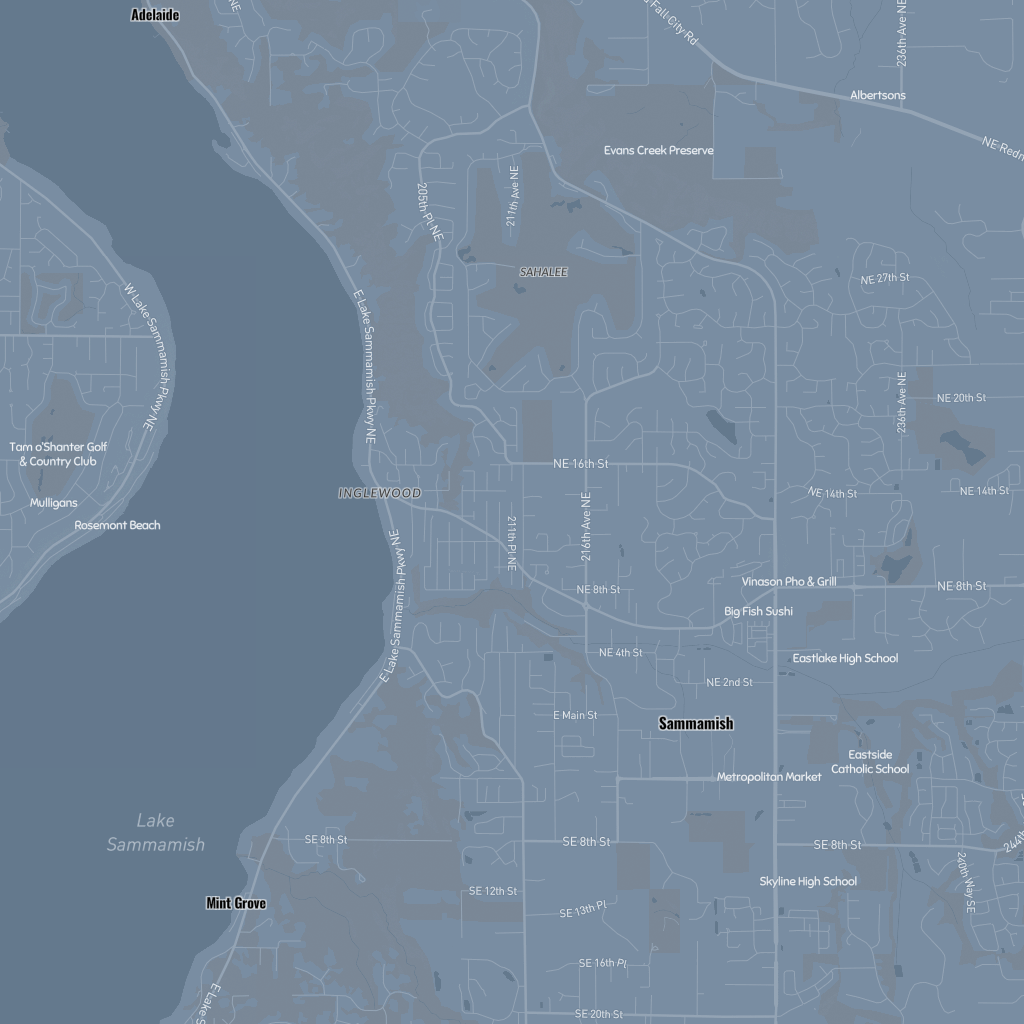 Adelaide
NE
Fall City Rd
236th Ave NE
Albertsons
NE Redm
Evans Creek Preserve
205th Pl NE
211th Ave NE
SAHALEE
NE 27th St
W Lake Sammamish Pkwy NE
E Lake Sammamish Pkwy NE
236th Ave NE
NE 20th St
Tam o'Shanter Golf
& Country Club
NE 16th St
INGLEWOOD
NE 14th St
NE 14th St
Mulligans
Rosemont Beach
211th Pl NE
216th Ave NE
E Lake Sammamish Pkwy NE
Vinason Pho & Grill
NE 8th St
NE 8th St
Big Fish Sushi
NE 4th St
Eastlake High School
NE 2nd St
E Main St
Sammamish
Eastside
Catholic School
Metropolitan Market
Lake
Sammamish
SE 8th St
SE 8th St
SE 8th St
244th
Skyline High School
240th Way SE
SE 12th St
Mint Grove
SE 13th Pl
SE 16th Pl
E Lake S
SE 20th St